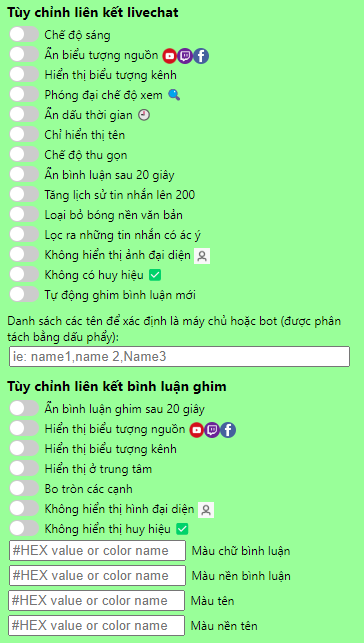 Tùy chỉnh liên kết livechat
Chế độ sáng
Ẩn biểu tượng nguồn
Hiển thị biểu tượng kênh
Phóng đại chế độ xem
Ẩn dấu thời gian
Chỉ hiển thị tên
Chế độ thu gọn
Ẩn bình luận sau 20 giây
Tăng lịch sử tin nhắn lên 200
Loại bỏ bóng nền văn bản
Lọc ra những tin nhắn có ác ý
Không hiển thị ảnh đại diện
Không có huy hiệu
Tự động ghim bình luận mới
Danh sách các tên để xác định là máy chủ hoặc bot (được phân
tách bằng dấu phẩy):
ie: name1,name 2,Name3
Tùy chỉnh liên kết bình luận ghim
Ẩn bình luận ghim sau 20 giây
Hiển thị biểu tượng nguồn
Hiển thị biểu tượng kênh
Hiển thị ở trung tâm
Bo tròn các cạnh
Không hiển thị hình đại diện
Không hiển thị huy hiệu
#HEX value or color name Màu chữ bình luận
#HEX value or color name Màu nền bình luận
#HEX value or color name Màu tên
#HEX value or color name Màu nền tên